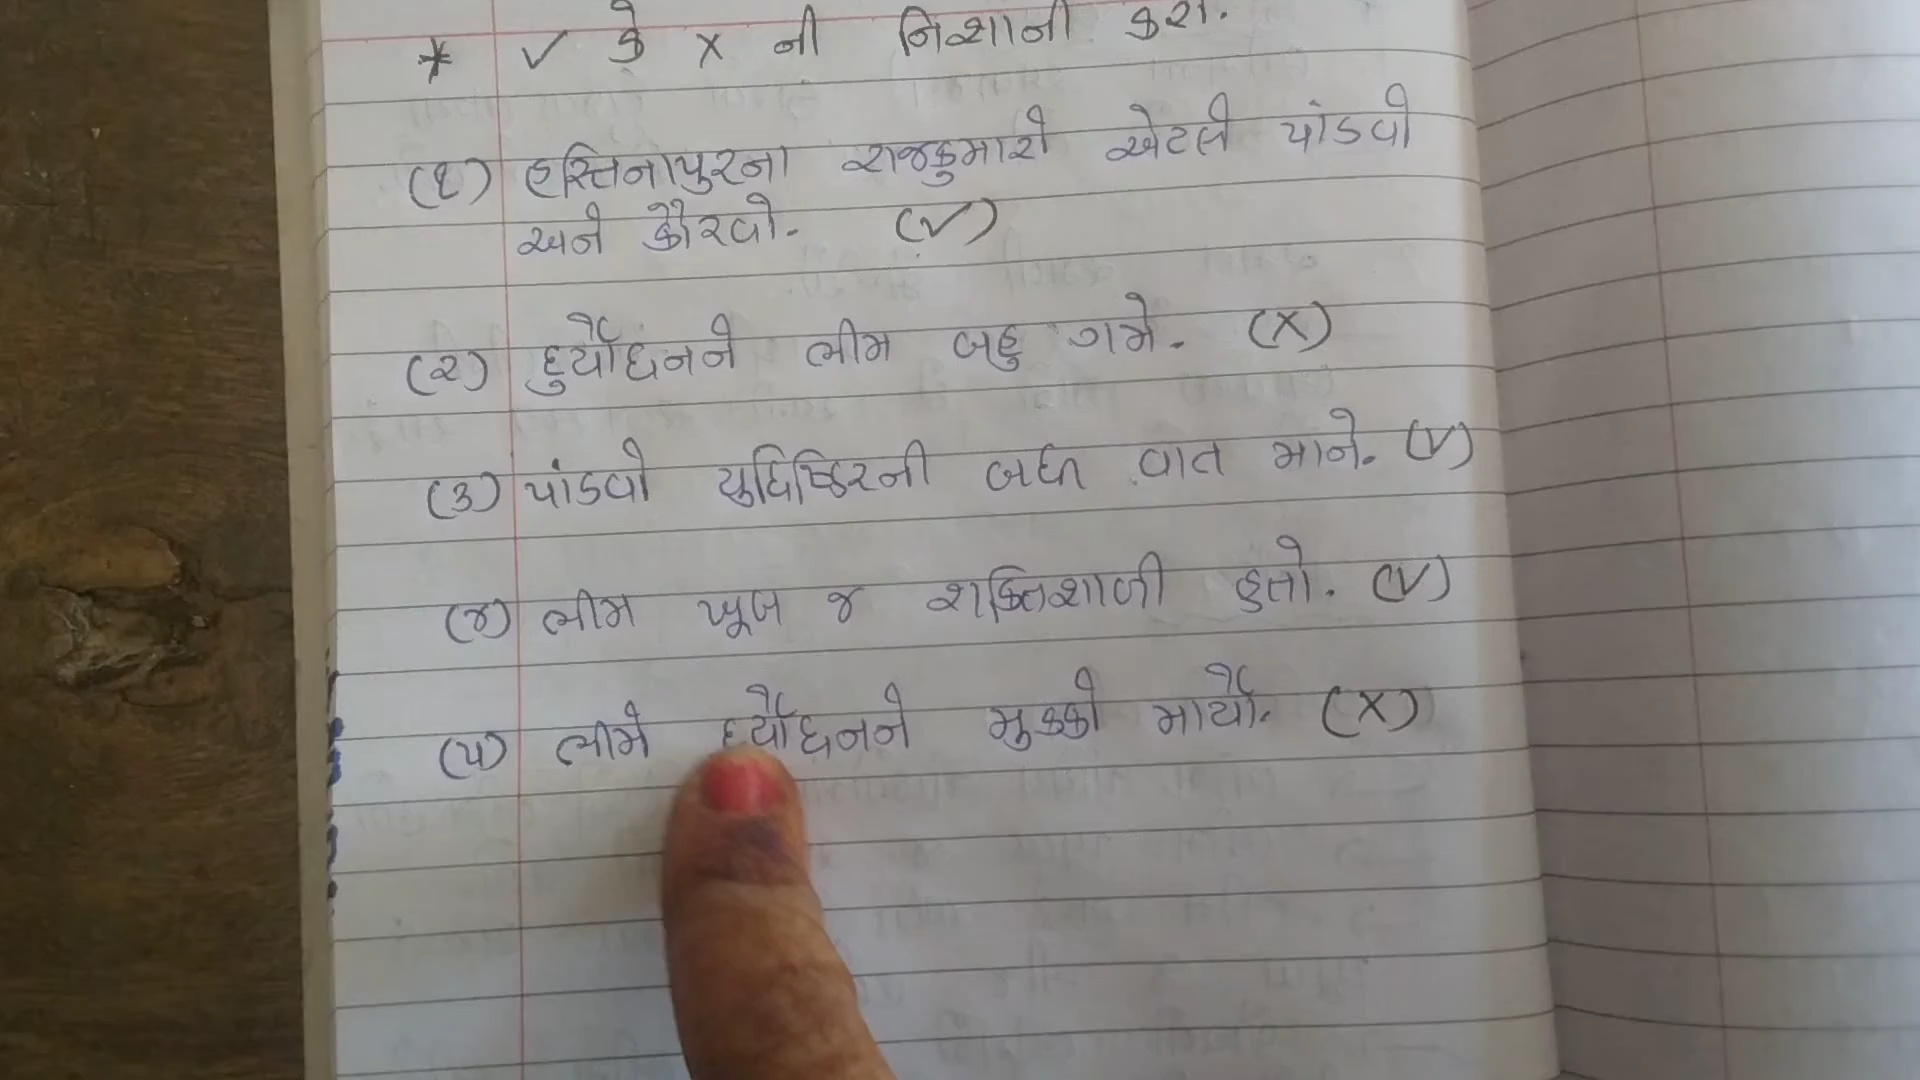 * ✓ કે x ની નિશાની કરો.
(૧) હસ્તિનાપુરના રાજકુમારો એટલે પાંડવો
અને કૌરવો. (✓)
(૨) દુર્યોધનને ભીમ બહુ ગમે. (x)
(૩) પાંડવો યુધિષ્ઠિરની બધી વાત માને. (✓)
(૪) ભીમ ખૂબ જ શક્તિશાળી હતો. (✓)
(૫) ભીમે દુર્યોધનને મુક્કો માર્યો. (x)